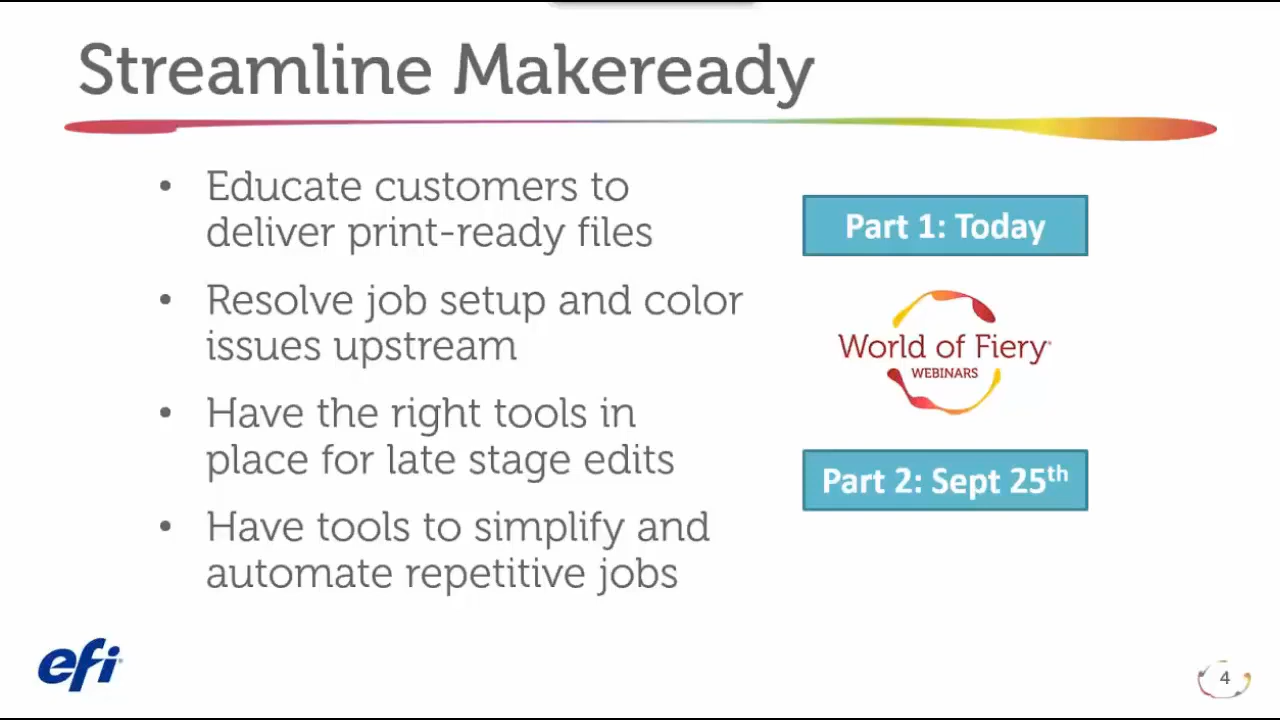 Streamline Makeready
• Educate customers to
deliver print-ready files
• Resolve job setup and color
issues upstream
• Have the right tools in
place for late stage edits
• Have tools to simplify and
automate repetitive jobs
Part 1: Today
World of Fiery®
WEBINARS
Part 2: Sept 25th
efi
4